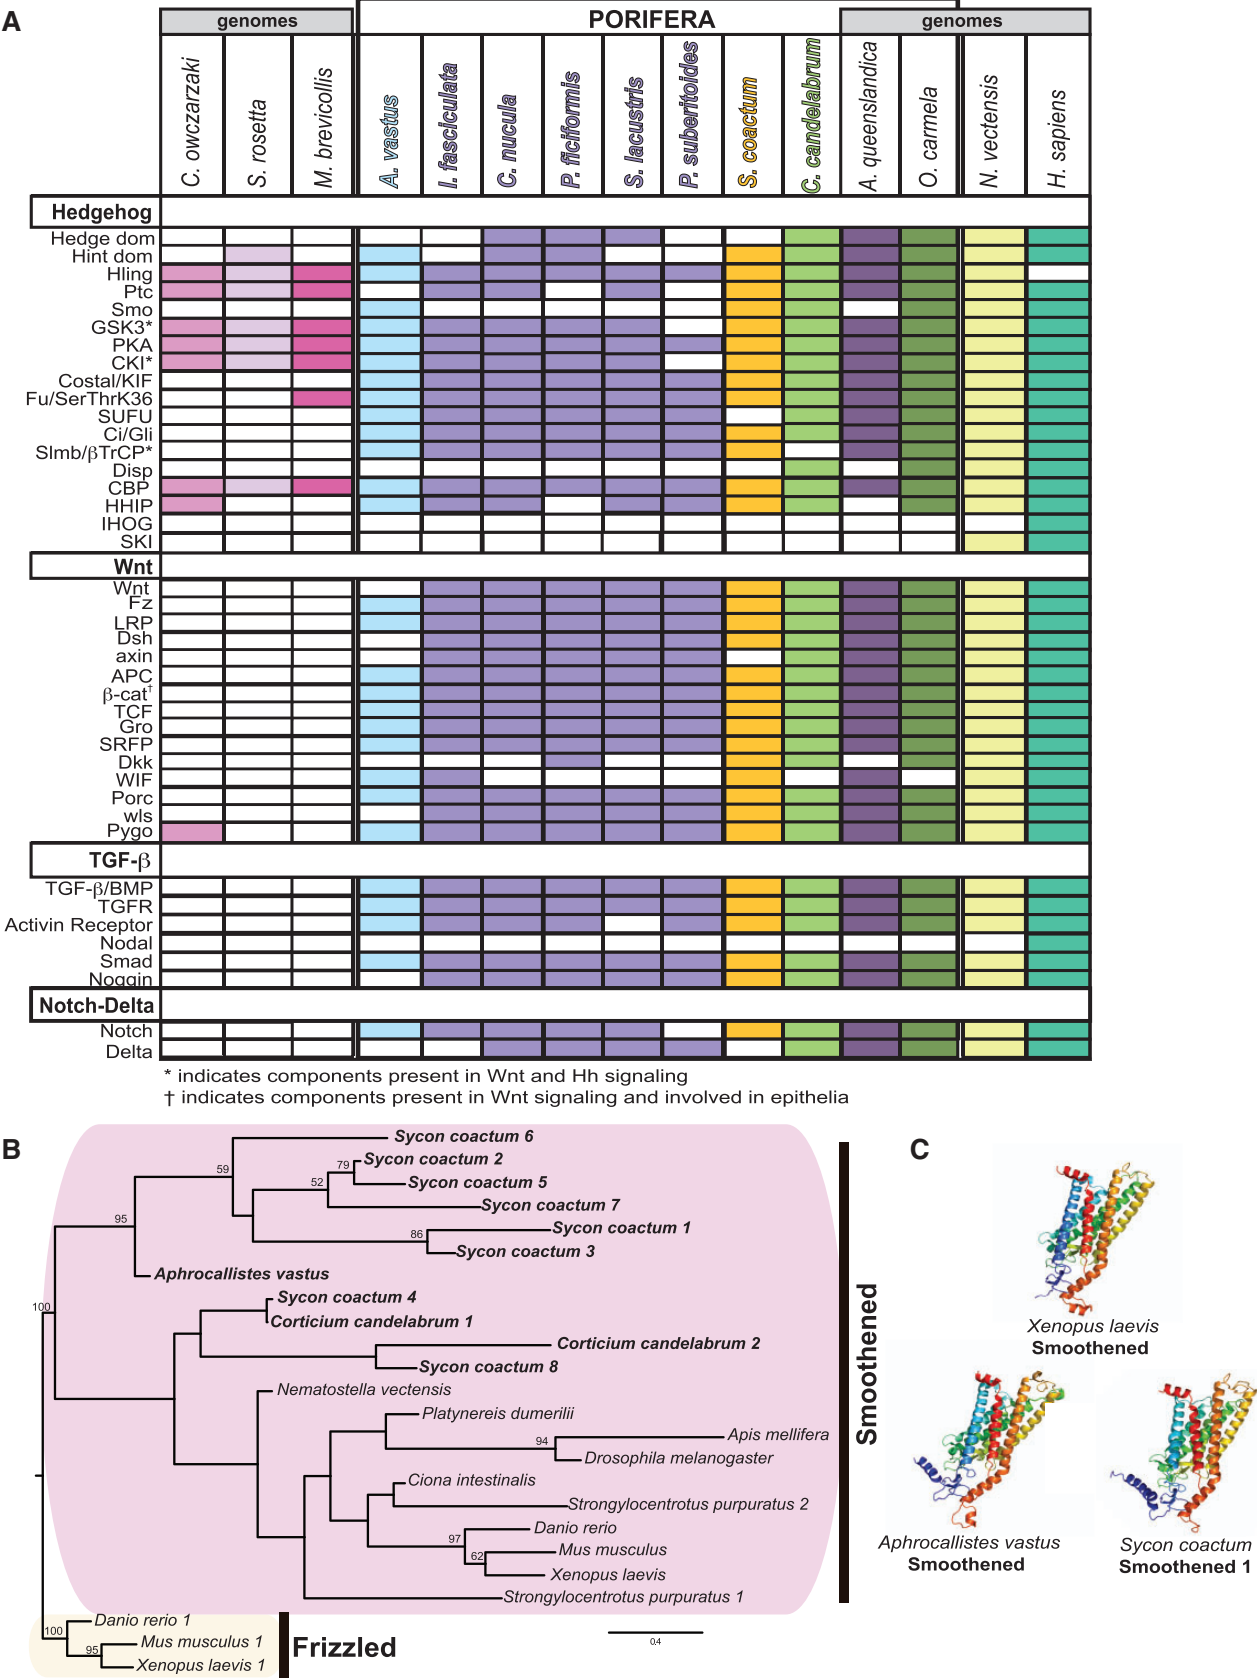 A
genomes
PORIFERA
genomes
C. owczarzaki
S. rosetta
M. brevicollis
A. vastus
I. fasciculata
C. nucula
P. ficiformis
S. lacustris
P. suberitoides
S. coactum
C. candelabrum
A. queenslandica
O. carmela
N. vectensis
H. sapiens
Hedgehog
Hedge dom
Hint dom
Hling
Ptc
Smo
GSK3*
PKA
CKI*
Costal/KIF
Fu/SerThrK36
SUFU
Ci/Gli
Slmb/βTrCP*
Disp
CBP
HHIP
IHOG
SKI
Wnt
Wnt
Fz
LRP
Dsh
axin
APC
β-cat†
TCF
Gro
SRFP
Dkk
WIF
Porc
wls
Pygo
TGF-β
TGF-β/BMP
TGFR
Activin Receptor
Nodal
Smad
Noggin
Notch-Delta
Notch
Delta
* indicates components present in Wnt and Hh signaling
† indicates components present in Wnt signaling and involved in epithelia
B
Sycon coactum 6
59
79
Sycon coactum 2
52
Sycon coactum 5
Sycon coactum 7
95
Sycon coactum 1
86
Sycon coactum 3
Aphrocallistes vastus
100
Sycon coactum 4
Corticium candelabrum 1
Corticium candelabrum 2
Sycon coactum 8
Nematostella vectensis
Platynereis dumerilii
94
Apis mellifera
Drosophila melanogaster
Ciona intestinalis
Strongylocentrotus purpuratus 2
Danio rerio
97
Mus musculus
62
Xenopus laevis
Strongylocentrotus purpuratus 1
Smoothened
Danio rerio 1
100
Mus musculus 1
95
Xenopus laevis 1
Frizzled
0.4
C
Xenopus laevis
Smoothened
Aphrocallistes vastus
Smoothened
Sycon coactum
Smoothened 1